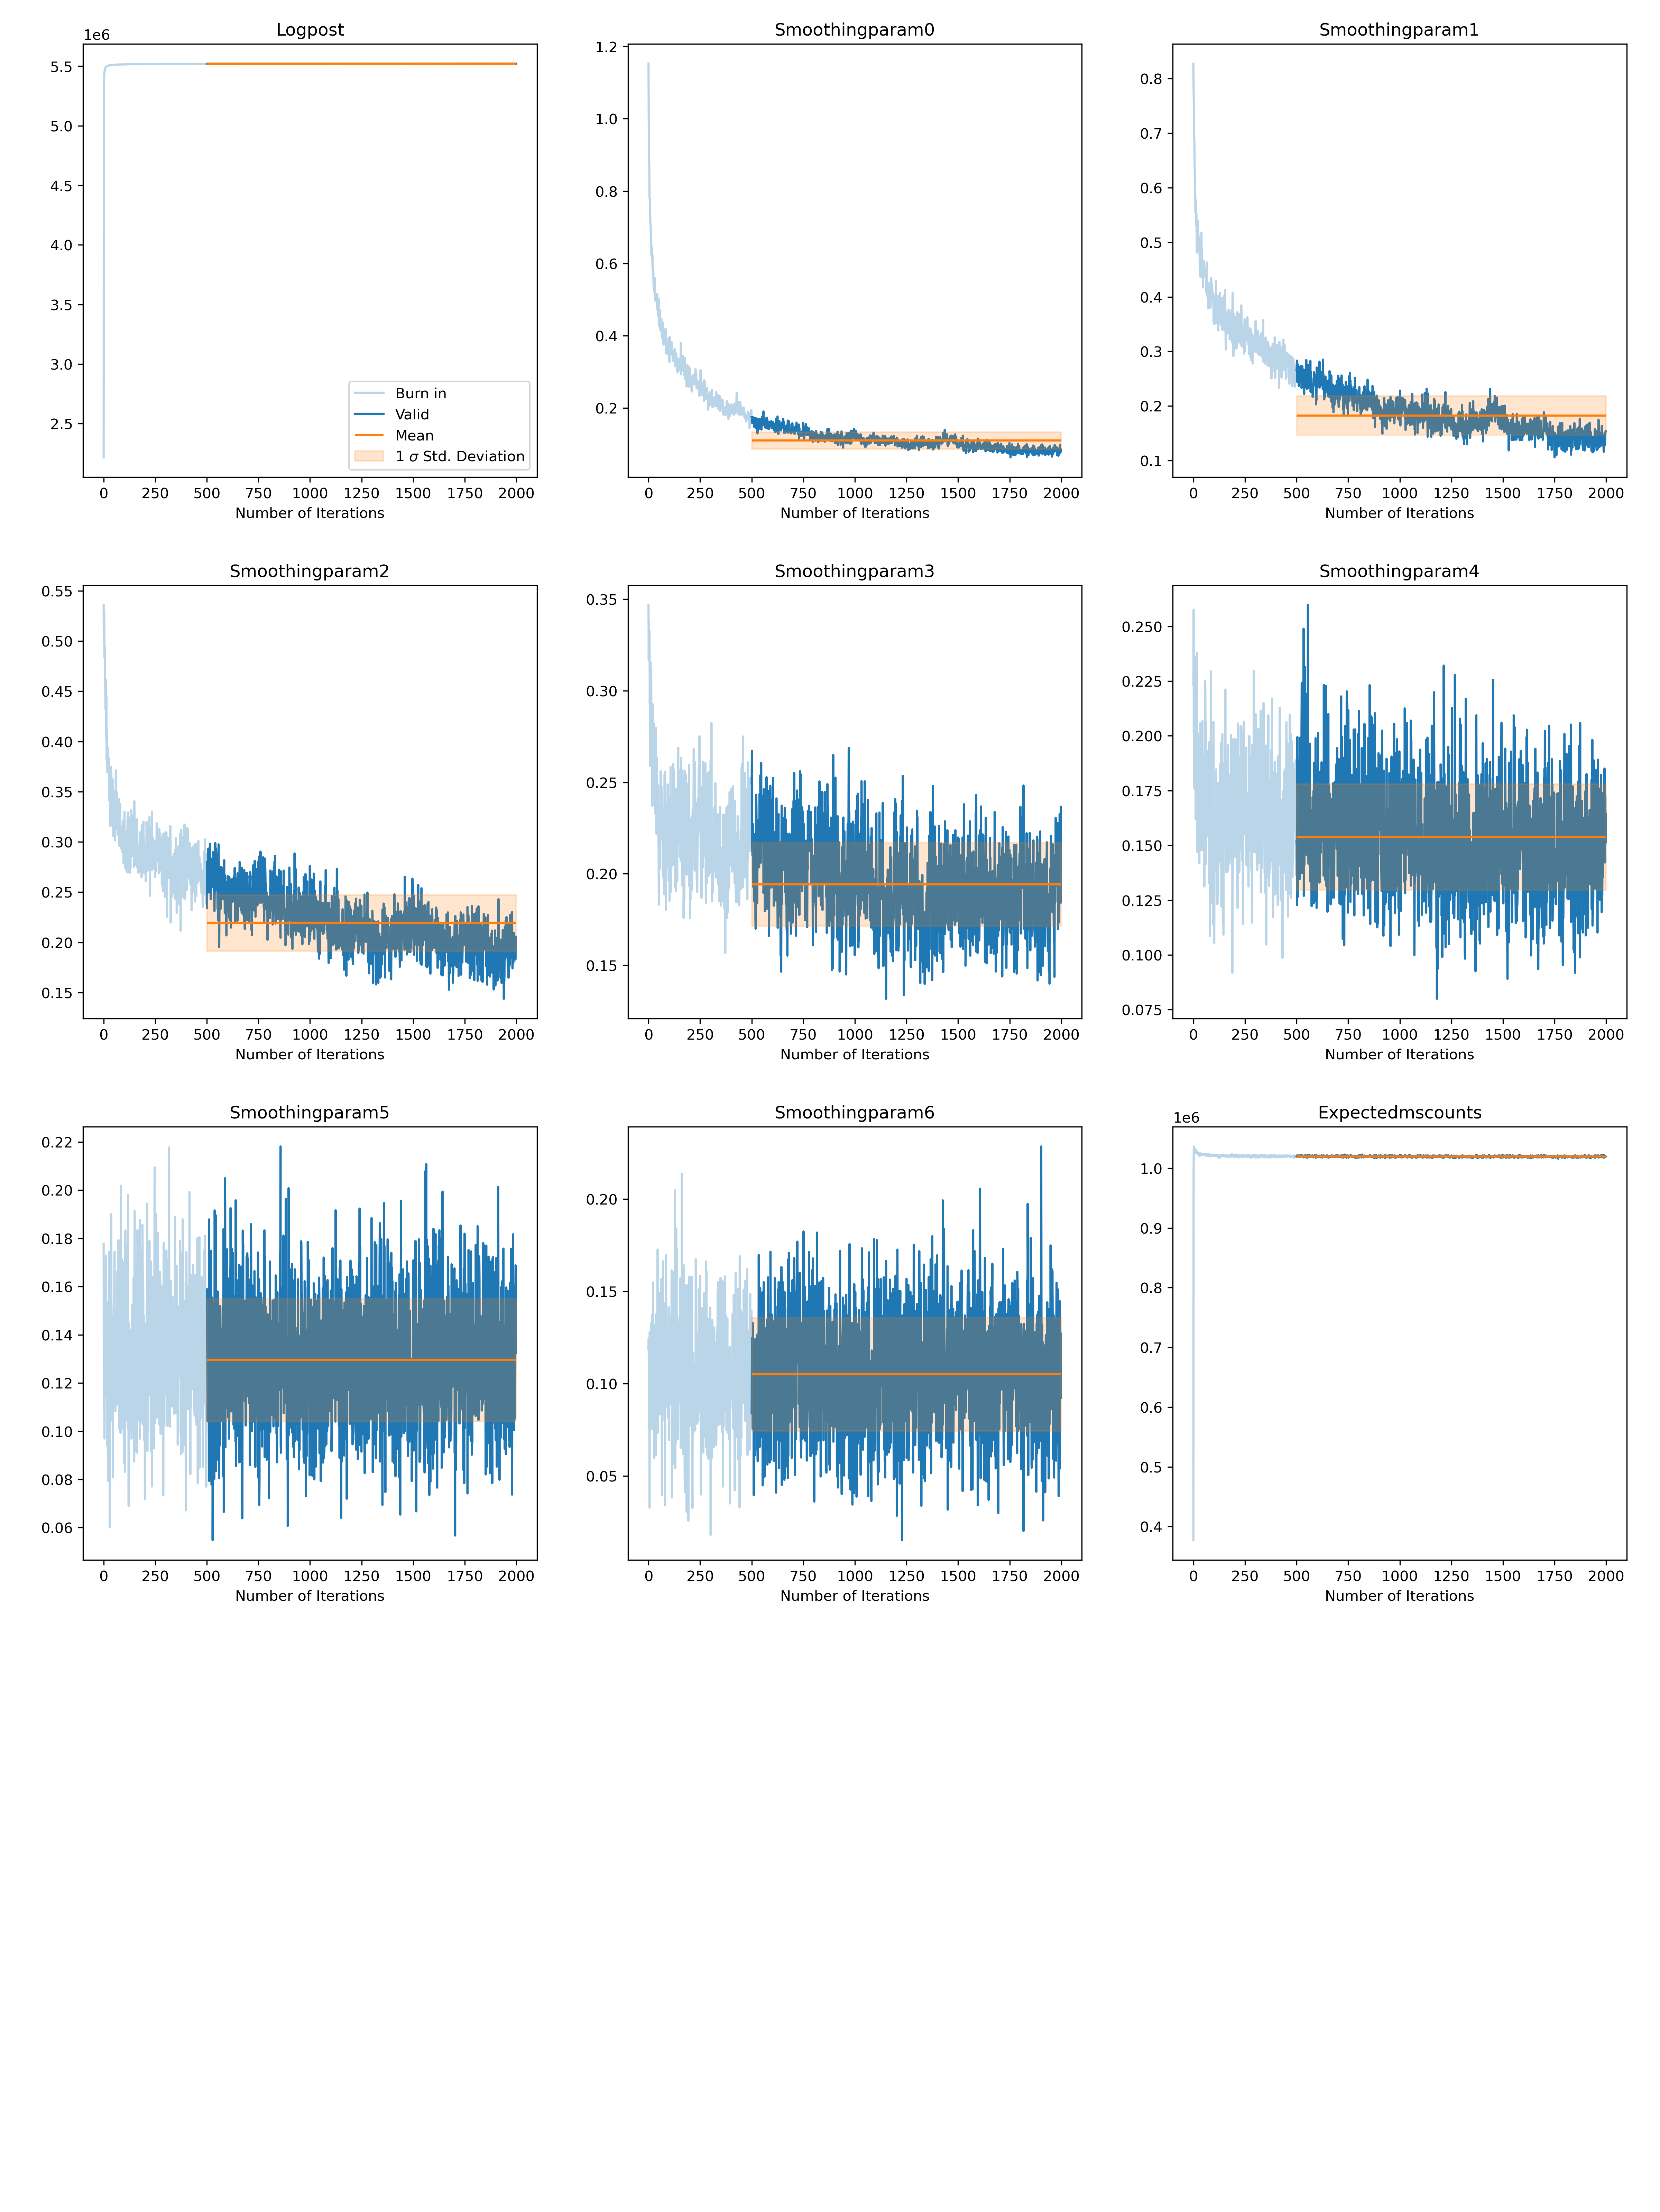 Logpost
1e6
5.5
5.0
4.5
4.0
3.5
3.0
2.5
Burn in
Valid
Mean
1 σ Std. Deviation
0 250 500 750 1000 1250 1500 1750 2000
Number of Iterations
Smoothingparam0
1.2
1.0
0.8
0.6
0.4
0.2
0 250 500 750 1000 1250 1500 1750 2000
Number of Iterations
Smoothingparam1
0.8
0.7
0.6
0.5
0.4
0.3
0.2
0.1
0 250 500 750 1000 1250 1500 1750 2000
Number of Iterations
Smoothingparam2
0.55
0.50
0.45
0.40
0.35
0.30
0.25
0.20
0.15
0 250 500 750 1000 1250 1500 1750 2000
Number of Iterations
Smoothingparam3
0.35
0.30
0.25
0.20
0.15
0 250 500 750 1000 1250 1500 1750 2000
Number of Iterations
Smoothingparam4
0.250
0.225
0.200
0.175
0.150
0.125
0.100
0.075
0 250 500 750 1000 1250 1500 1750 2000
Number of Iterations
Smoothingparam5
0.22
0.20
0.18
0.16
0.14
0.12
0.10
0.08
0.06
0 250 500 750 1000 1250 1500 1750 2000
Number of Iterations
Smoothingparam6
0.20
0.15
0.10
0.05
0 250 500 750 1000 1250 1500 1750 2000
Number of Iterations
Expectedmscounts
1e6
1.0
0.9
0.8
0.7
0.6
0.5
0.4
0 250 500 750 1000 1250 1500 1750 2000
Number of Iterations